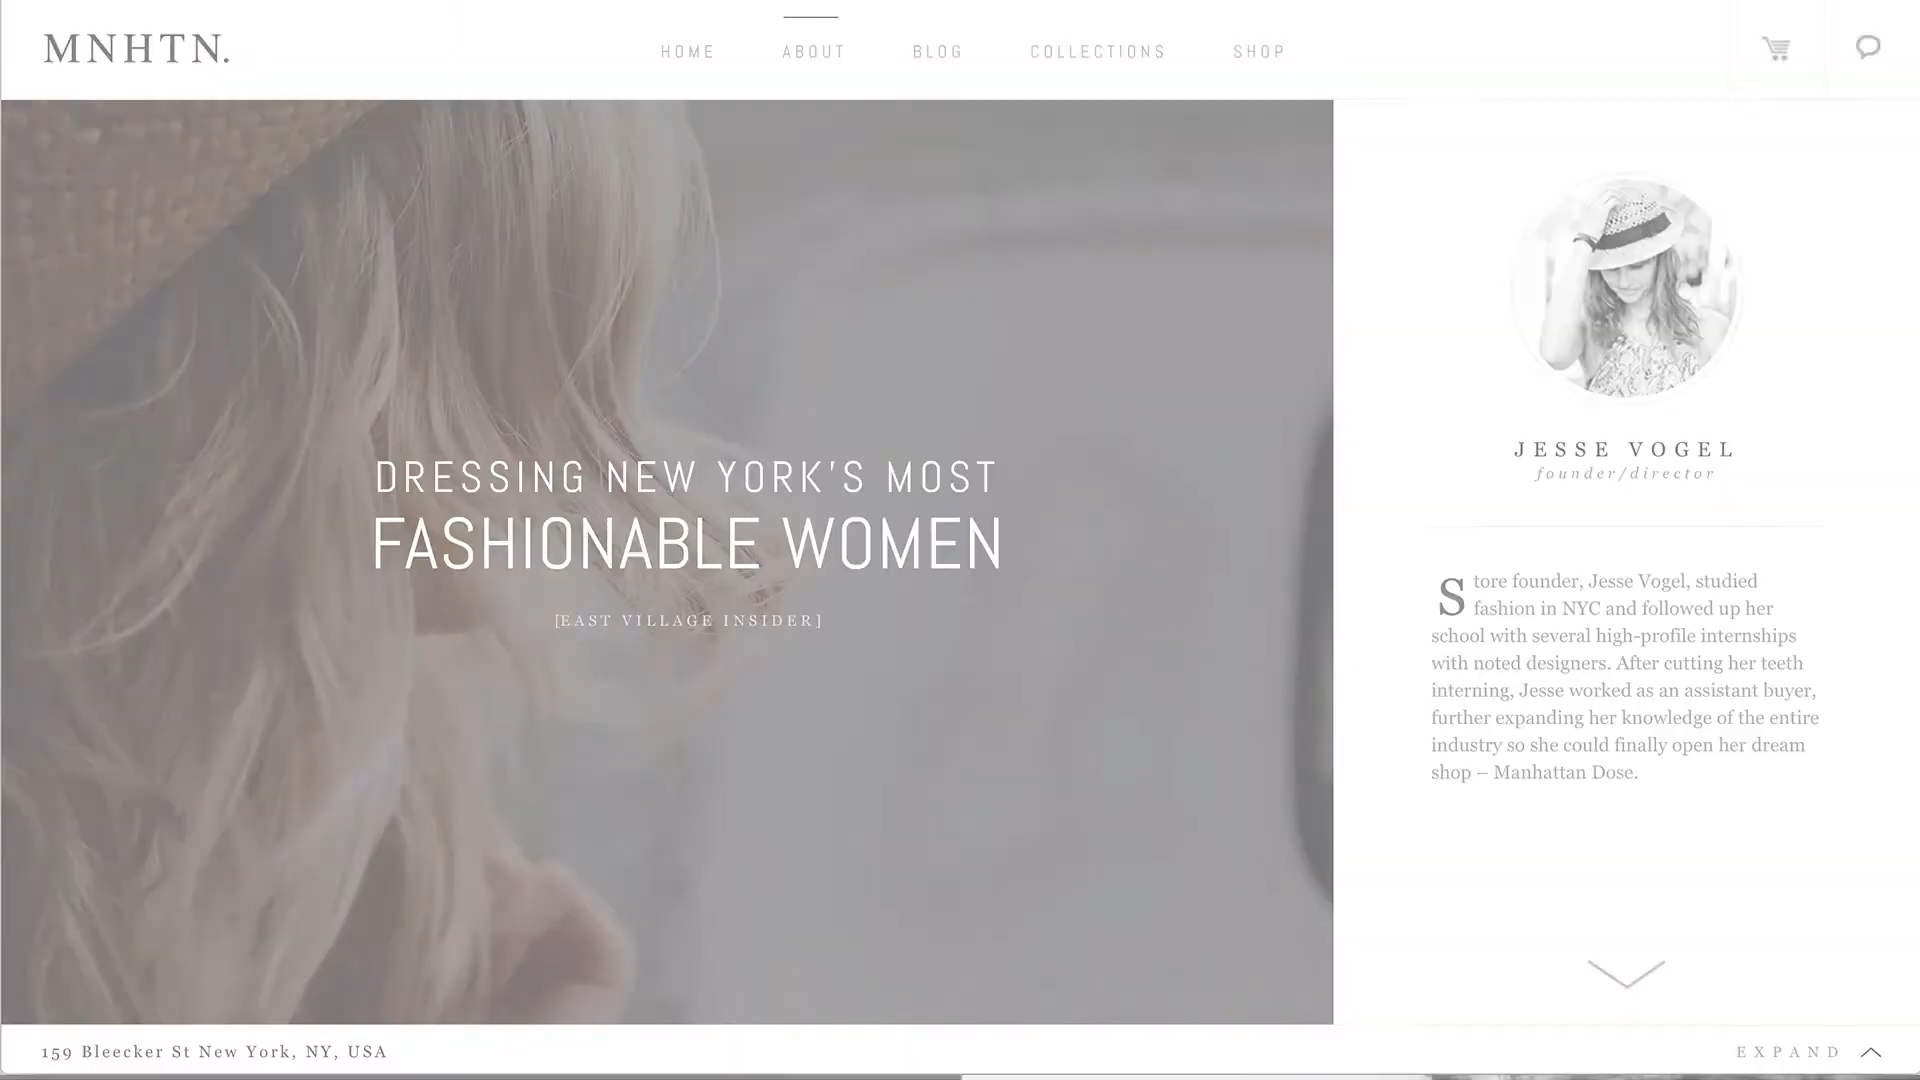 MNHTN.
HOME
ABOUT
BLOG
COLLECTIONS
SHOP
DRESSING NEW YORK'S MOST
FASHIONABLE WOMEN
[EAST VILLAGE INSIDER]
JESSE VOGEL
founder/director
Store founder, Jesse Vogel, studied
fashion in NYC and followed up her
school with several high-profile internships
with noted designers. After cutting her teeth
interning, Jesse worked as an assistant buyer,
further expanding her knowledge of the entire
industry so she could finally open her dream
shop – Manhattan Dose.
159 Bleecker St New York, NY, USA
EXPAND